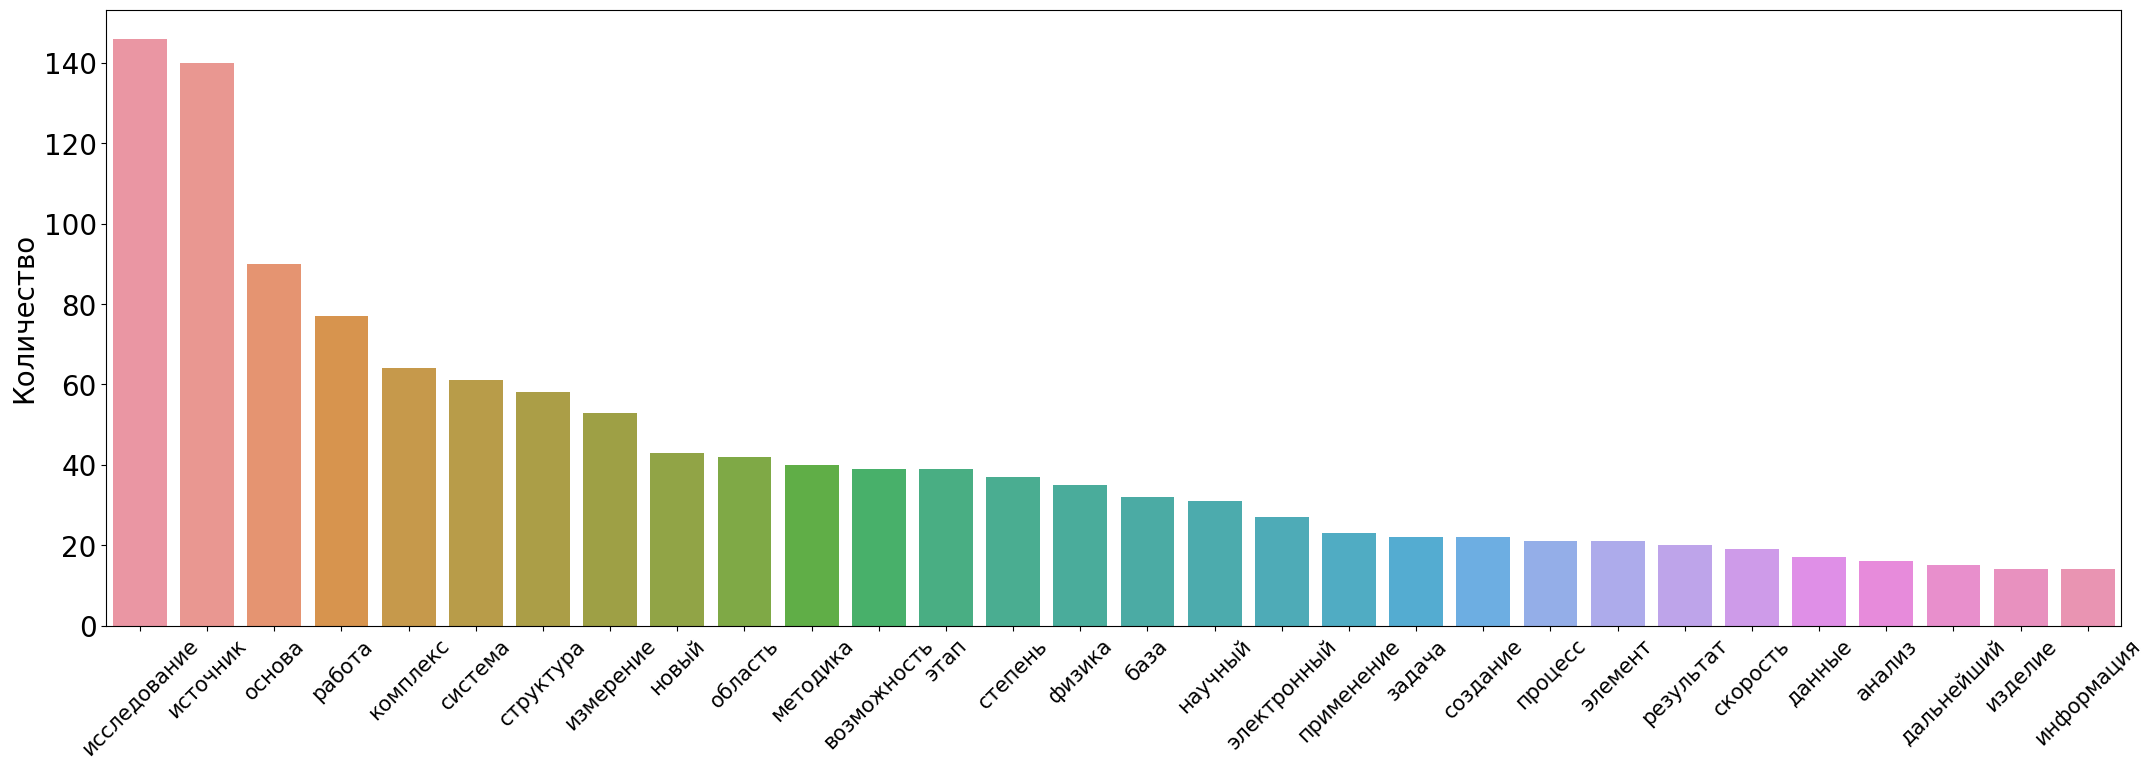 Количество
140
120
100
80
60
40
20
0
исследование
источник
основа
работа
комплекс
система
структура
измерение
новый
область
методика
возможность
этап
степень
физика
база
научный
электронный
применение
задача
создание
процесс
элемент
результат
скорость
данные
анализ
дальнейший
изделие
информация